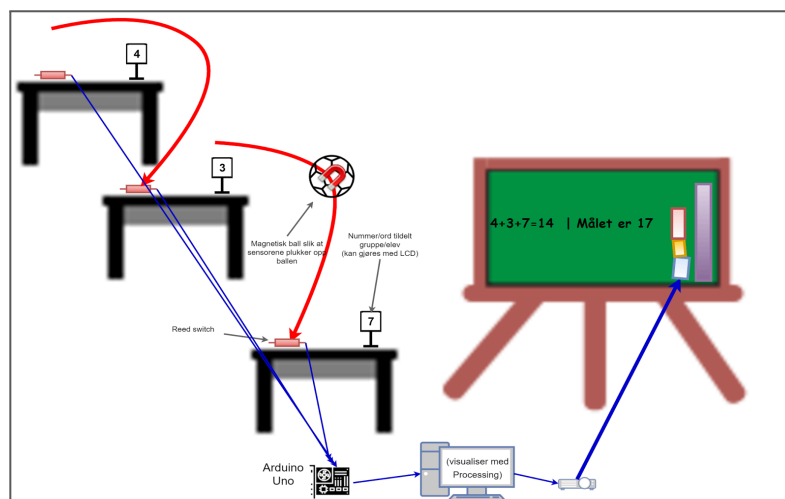 4
3
4+3+7=14 | Målet er 17
Magnetisk ball slik at
sensorene plukker opp
ballen
Nummer/ord tildelt
gruppe/elev
(kan gjøres med LCD)
7
Reed switch
Arduino
Uno
(visualiser med
Processing)